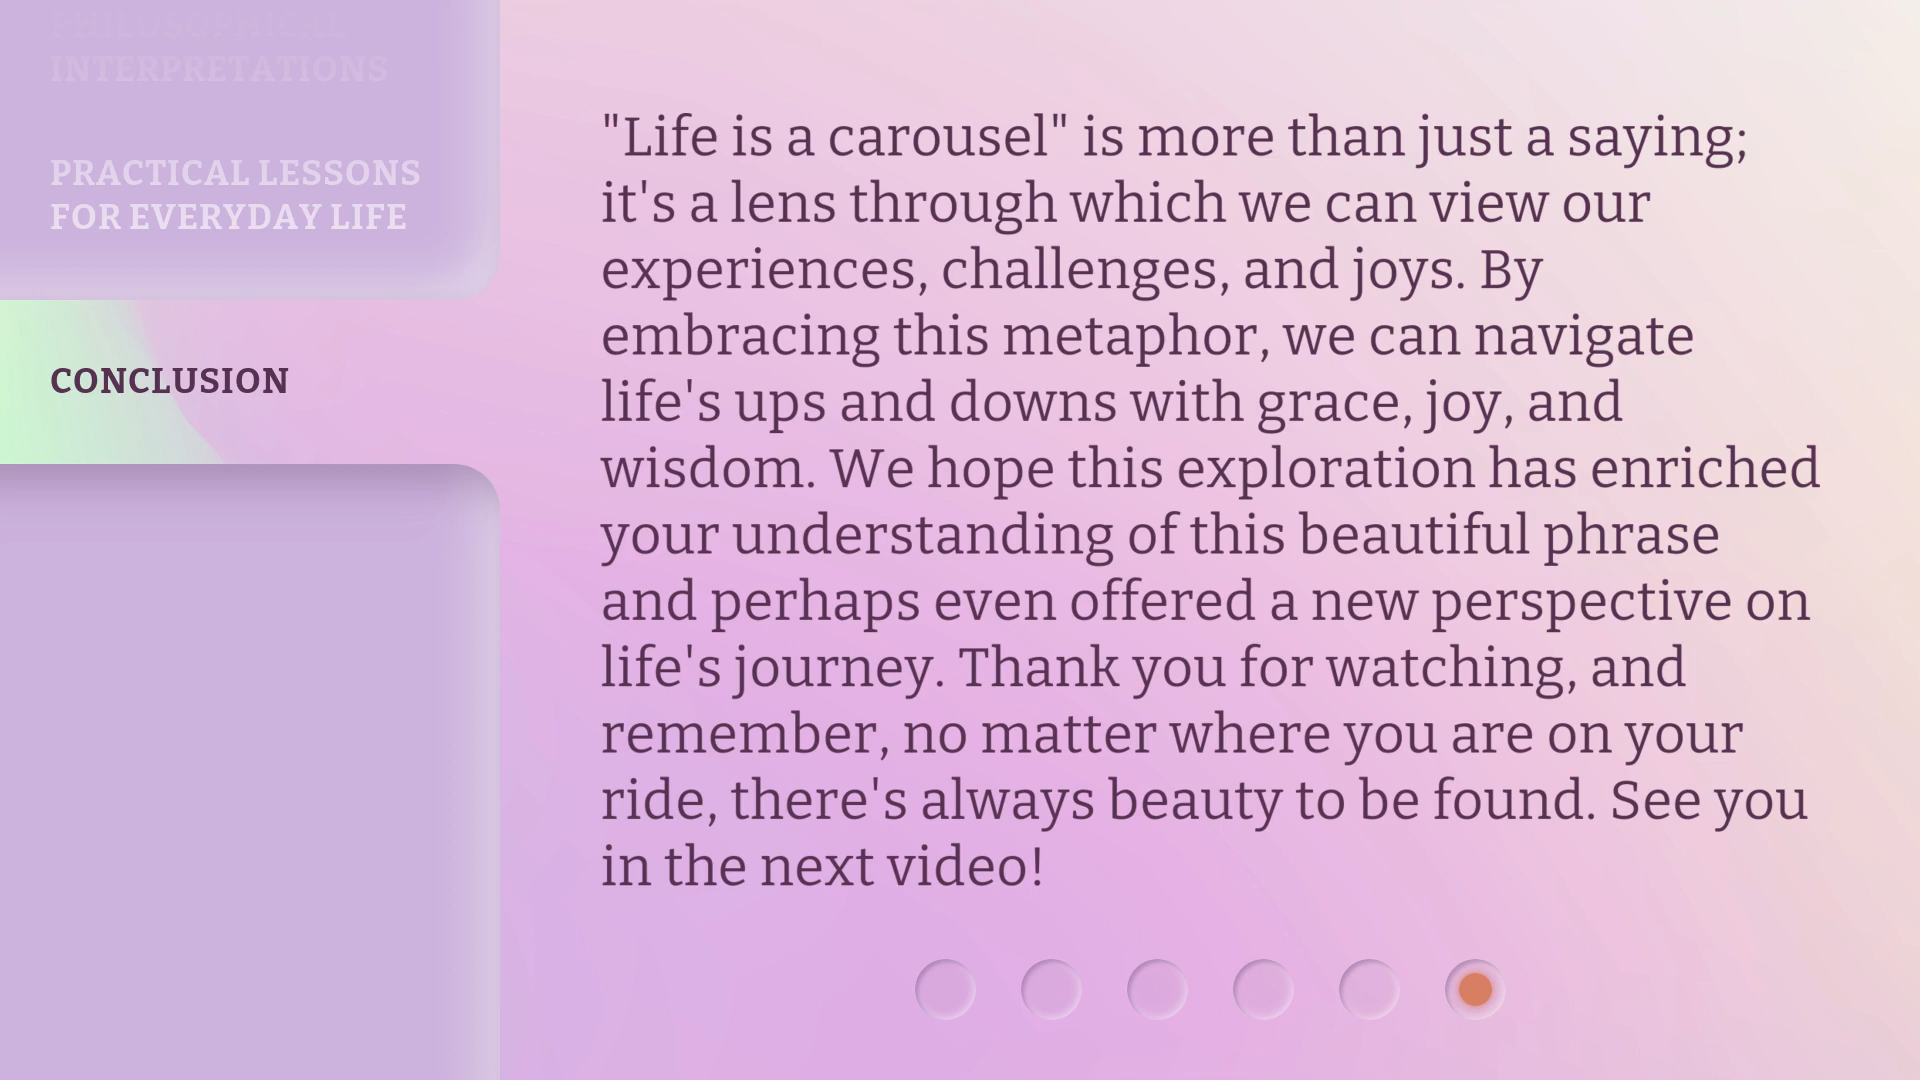 PHILOSOPHICAL
INTERPRETATIONS
PRACTICAL LESSONS
FOR EVERYDAY LIFE
CONCLUSION
"Life is a carousel" is more than just a saying;
it's a lens through which we can view our
experiences, challenges, and joys. By
embracing this metaphor, we can navigate
life's ups and downs with grace, joy, and
wisdom. We hope this exploration has enriched
your understanding of this beautiful phrase
and perhaps even offered a new perspective on
life's journey. Thank you for watching, and
remember, no matter where you are on your
ride, there's always beauty to be found. See you
in the next video!